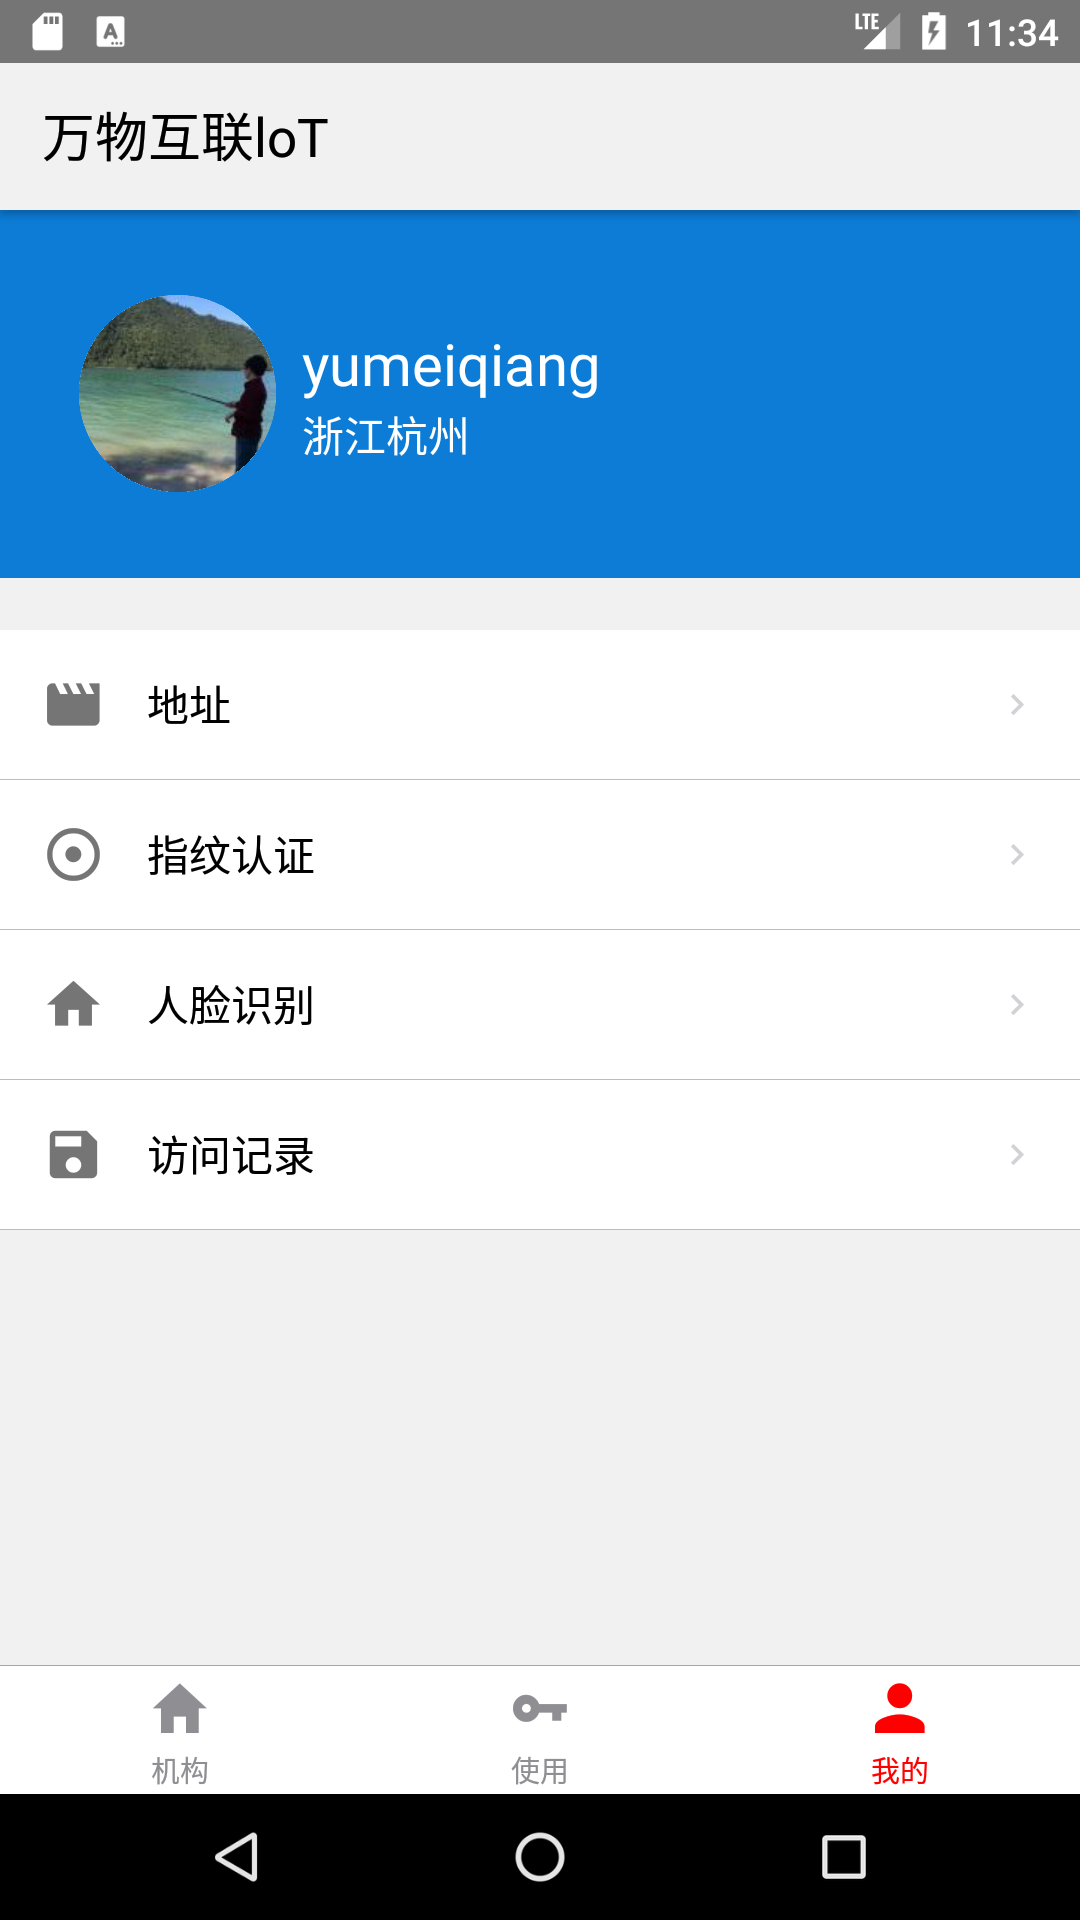 LTE 11:34
万物互联IoT
yumeiqiang
浙江杭州
地址
指纹认证
人脸识别
访问记录
机构 使用 我的